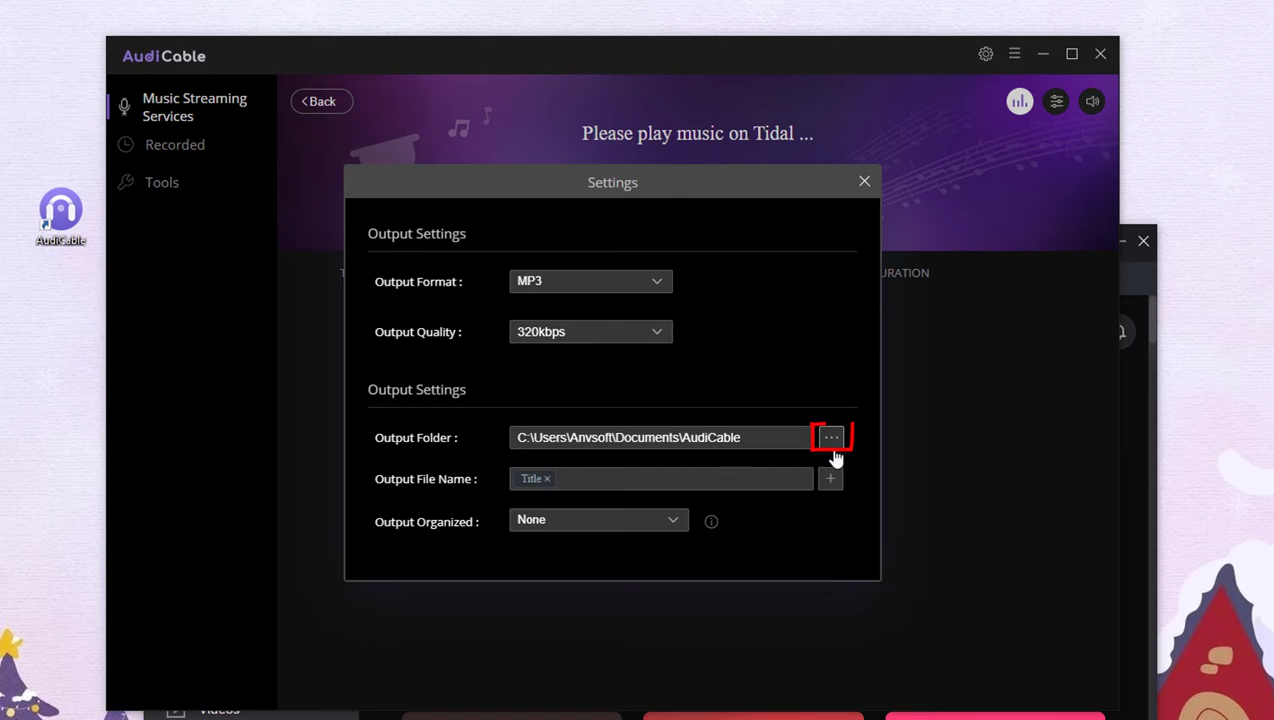 AudiCable
Music Streaming
Services
Recorded
Tools
Back
Please play music on Tidal ...
Settings
Output Settings
Output Format :
MP3
Output Quality :
320kbps
Output Settings
Output Folder :
C:\Users\Anvsoft\Documents\AudiCable
...
Output File Name :
Title ×
+
Output Organized :
None
URATION
AudiCable
Videos